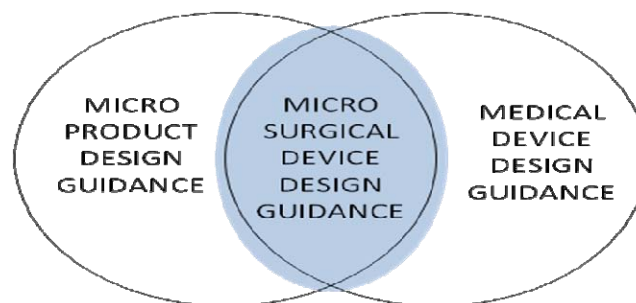 MICRO
PRODUCT
DESIGN
GUIDANCE
MICRO
SURGICAL
DEVICE
DESIGN
GUIDANCE
MEDICAL
DEVICE
DESIGN
GUIDANCE